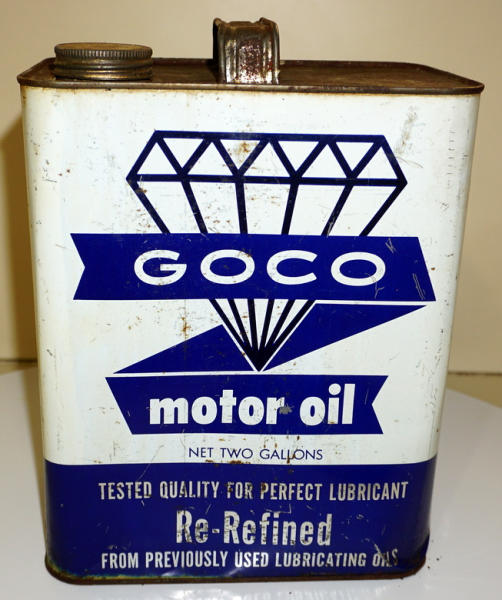 GOCO
motor oil
NET TWO GALLONS
TESTED QUALITY FOR PERFECT LUBRICANT
Re-Refined
FROM PREVIOUSLY USED LUBRICATING OILS